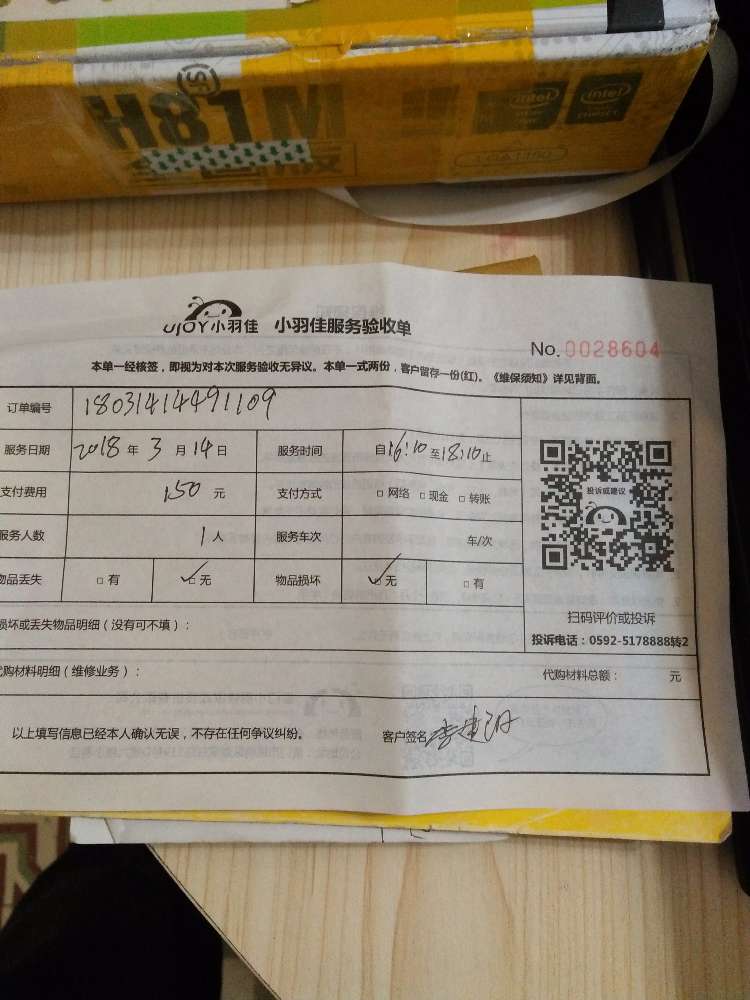 H81M
intel
intel
LGA1150
UJOY小羽佳 小羽佳服务验收单
No. 0028604
本单一经核签，即视为对本次服务验收无异议。本单一式两份，客户留存一份(红)。《维保须知》详见背面。
订单编号 18031414491109
服务日期 2018 年 3 月 14 日 服务时间 自 16:10 至 18:10 止
支付费用 150 元 支付方式 □ 网络 □ 现金 □ 转账
服务人数 1 人 服务车次 车/次
物品丢失 □ 有 ☑ 无 物品损坏 ☑ 无 □ 有
投诉或建议
扫码评价或投诉
投诉电话：0592-5178888转2
损坏或丢失物品明细（没有可不填）：
代购材料明细（维修业务）： 代购材料总额： 元
以上填写信息已经本人确认无误，不存在任何争议纠纷。 客户签名